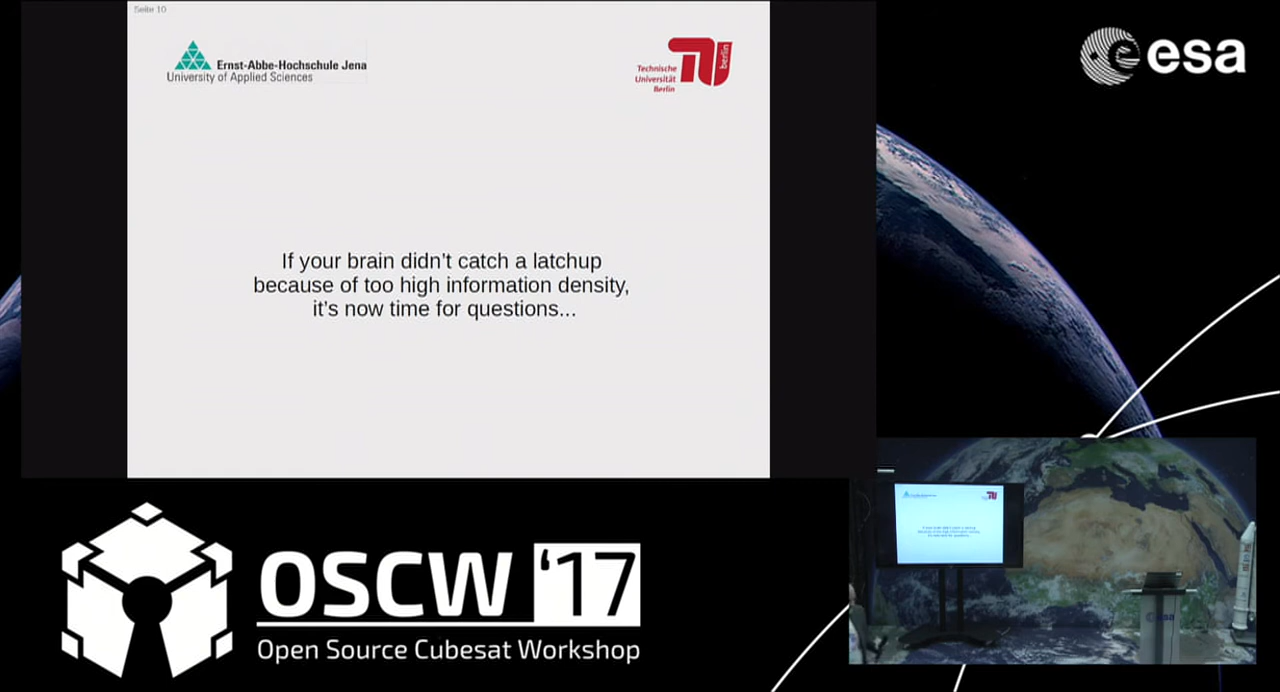 Seite 10
Ernst-Abbe-Hochschule Jena
University of Applied Sciences
Technische
Universität
Berlin
berlin
esa
If your brain didn't catch a latchup
because of too high information density,
it's now time for questions...
OSCW '17
Open Source Cubesat Workshop
esa